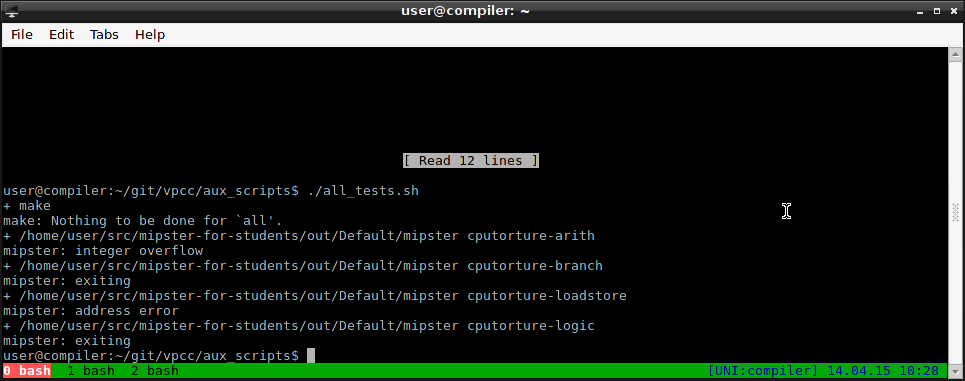 user@compiler: ~
File Edit Tabs Help
[ Read 12 lines ]
user@compiler:~/git/vpcc/aux_scripts$ ./all_tests.sh
+ make
make: Nothing to be done for `all'.
+ /home/user/src/mipster-for-students/out/Default/mipster cputorture-arith
mipster: integer overflow
+ /home/user/src/mipster-for-students/out/Default/mipster cputorture-branch
mipster: exiting
+ /home/user/src/mipster-for-students/out/Default/mipster cputorture-loadstore
mipster: address error
+ /home/user/src/mipster-for-students/out/Default/mipster cputorture-logic
mipster: exiting
user@compiler:~/git/vpcc/aux_scripts$
0 bash 1 bash 2 bash [UNI:compiler] 14.04.15 10:28